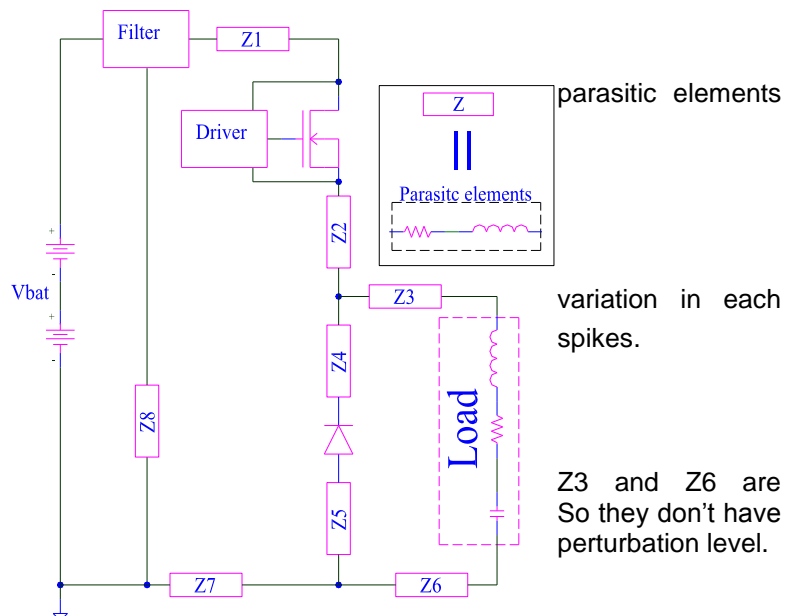 Filter
Z1
parasitic elements
Z
Driver
Parasitc elements
Z2
+
-
Vbat
+
-
Z3
variation in each
spikes.
Z4
Load
Z8
Z5
Z3 and Z6 are
So they don’t have
perturbation level.
Z7
Z6